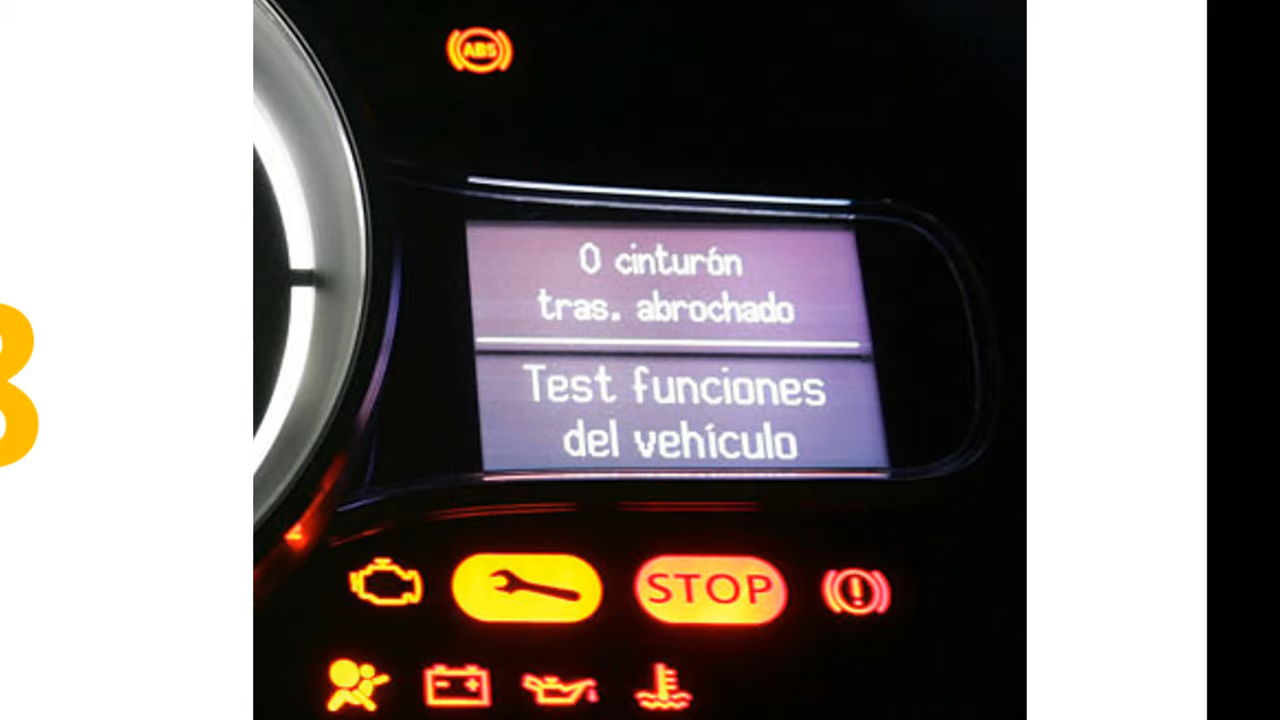 ABS
0 cinturón
tras. abrochado
Test funciones
del vehículo
STOP